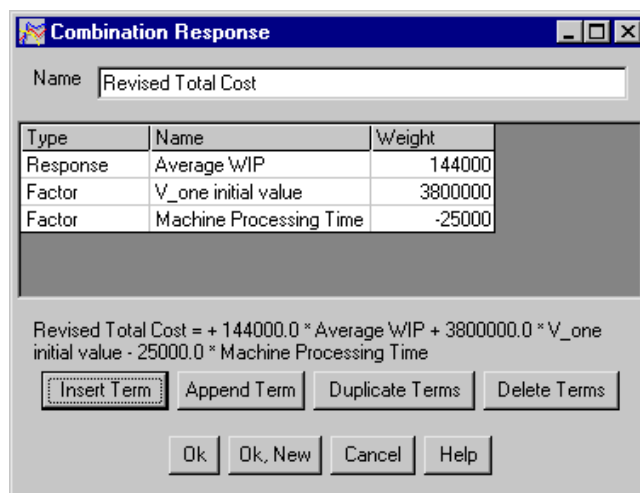 Combination Response
Name Revised Total Cost
Type Name Weight
Response Average WIP 144000
Factor V_one initial value 3800000
Factor Machine Processing Time -25000
Revised Total Cost = + 144000.0 * Average WIP + 3800000.0 * V_one
initial value - 25000.0 * Machine Processing Time
Insert Term Append Term Duplicate Terms Delete Terms
Ok Ok, New Cancel Help